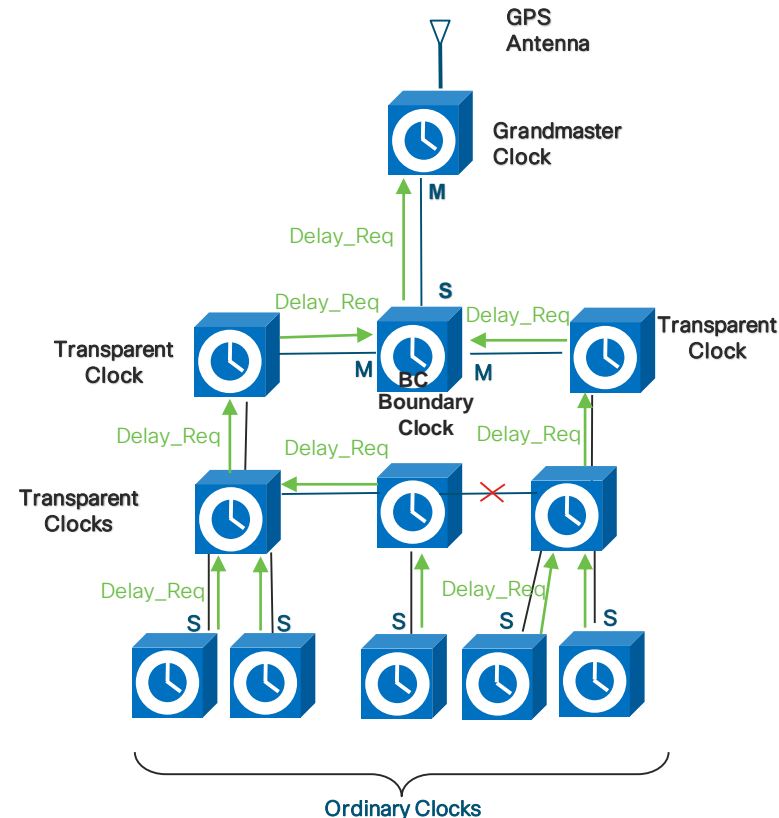 GPS
Antenna
Grandmaster
Clock
M
Delay_Req
S
Delay_Req
Delay_Req
Transparent
Clock
Transparent
Clock
M
M
BC
Boundary
Clock
Delay_Req
Delay_Req
Delay_Req
Transparent
Clocks
Delay_Req
Delay_Req
S
S
S
S
S
Ordinary Clocks